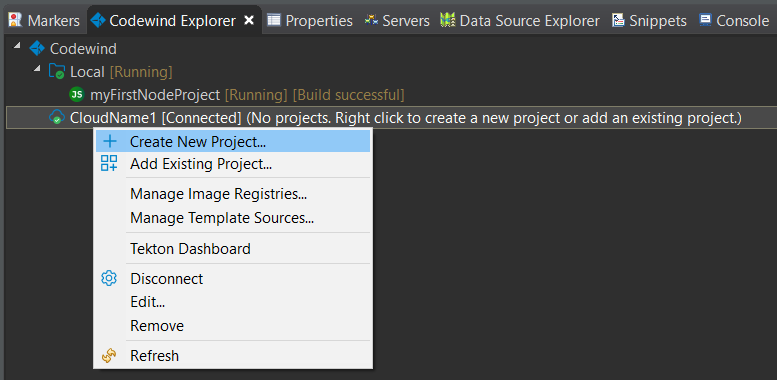 Markers Codewind Explorer Properties Servers Data Source Explorer Snippets Console
Codewind
Local [Running]
JS myFirstNodeProject [Running] [Build successful]
CloudName1 [Connected] (No projects. Right click to create a new project or add an existing project.)
Create New Project...
Add Existing Project...
Manage Image Registries...
Manage Template Sources...
Tekton Dashboard
Disconnect
Edit...
Remove
Refresh